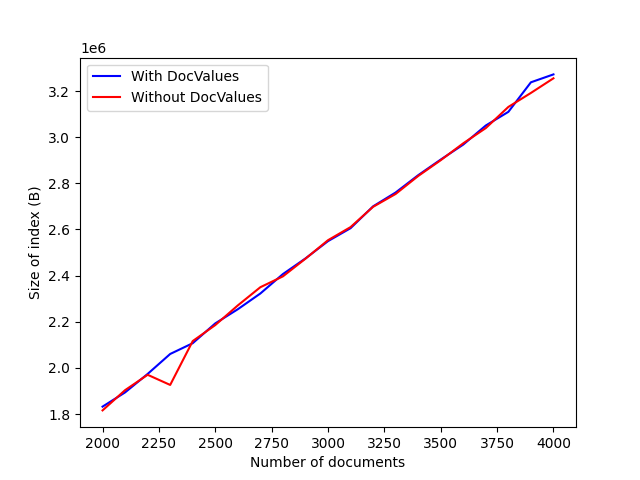 1e6
With DocValues
Without DocValues
3.2
3.0
2.8
2.6
2.4
2.2
2.0
1.8
Size of index (B)
2000 2250 2500 2750 3000 3250 3500 3750 4000
Number of documents